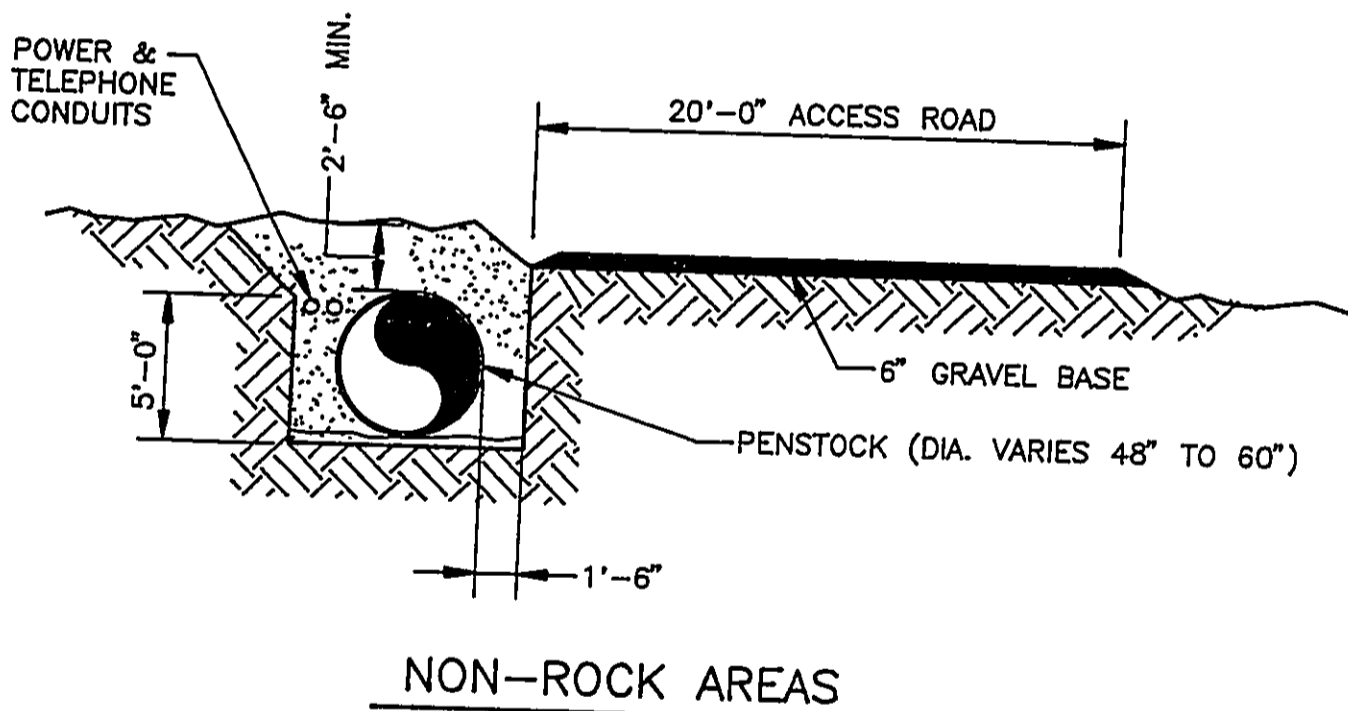 POWER &
TELEPHONE
CONDUITS
2'-6" MIN.
20'-0" ACCESS ROAD
5'-0"
6" GRAVEL BASE
PENSTOCK (DIA. VARIES 48" TO 60")
1'-6"
NON-ROCK AREAS